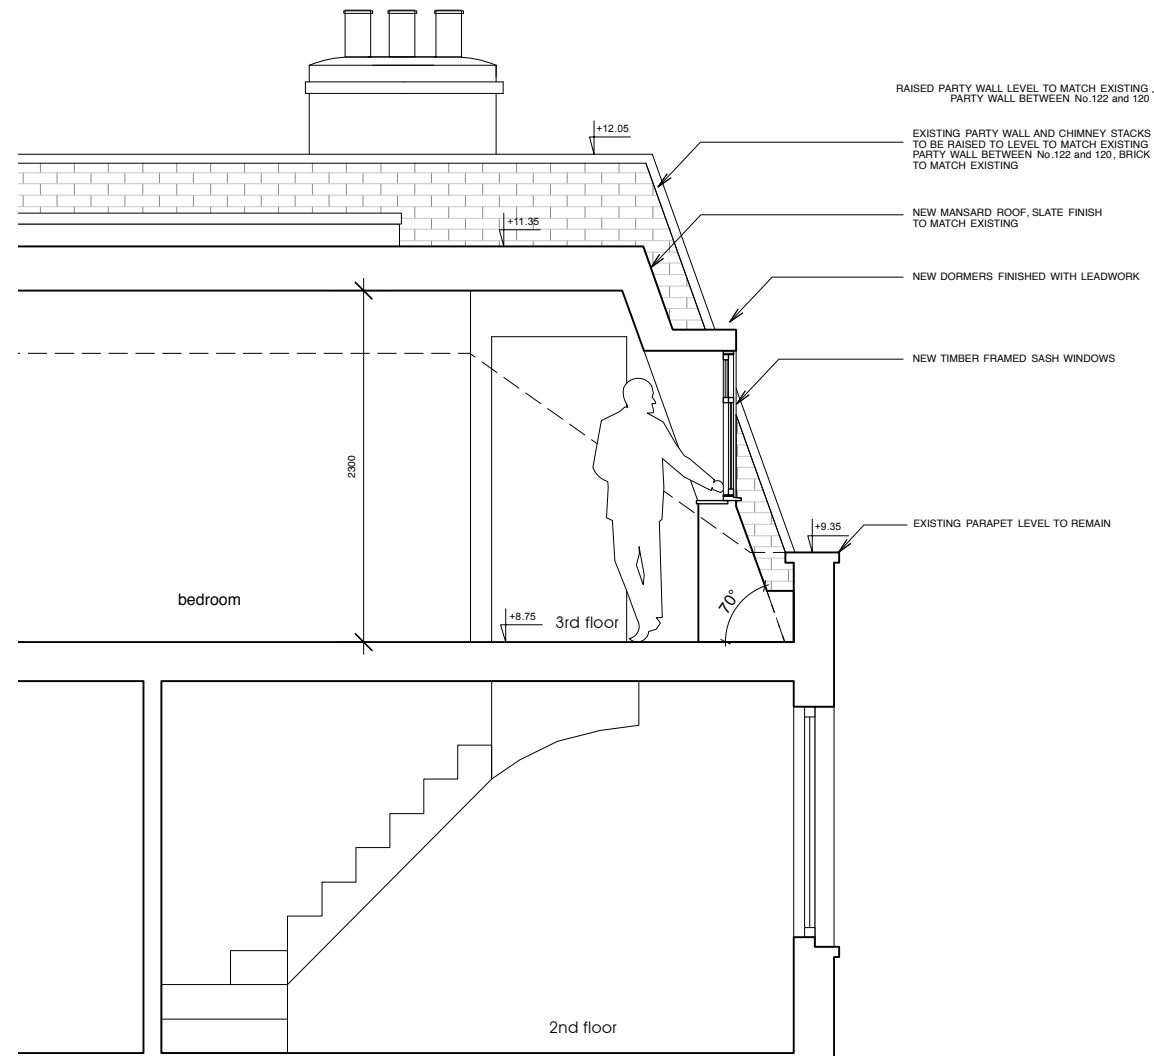 RAISED PARTY WALL LEVEL TO MATCH EXISTING ,
PARTY WALL BETWEEN No.122 and 120
+12.05
EXISTING PARTY WALL AND CHIMNEY STACKS
TO BE RAISED TO LEVEL TO MATCH EXISTING
PARTY WALL BETWEEN No.122 and 120, BRICK
TO MATCH EXISTING
+11.35
NEW MANSARD ROOF, SLATE FINISH
TO MATCH EXISTING
NEW DORMERS FINISHED WITH LEADWORK
NEW TIMBER FRAMED SASH WINDOWS
2300
+9.35
EXISTING PARAPET LEVEL TO REMAIN
bedroom
70°
+8.75
3rd floor
2nd floor